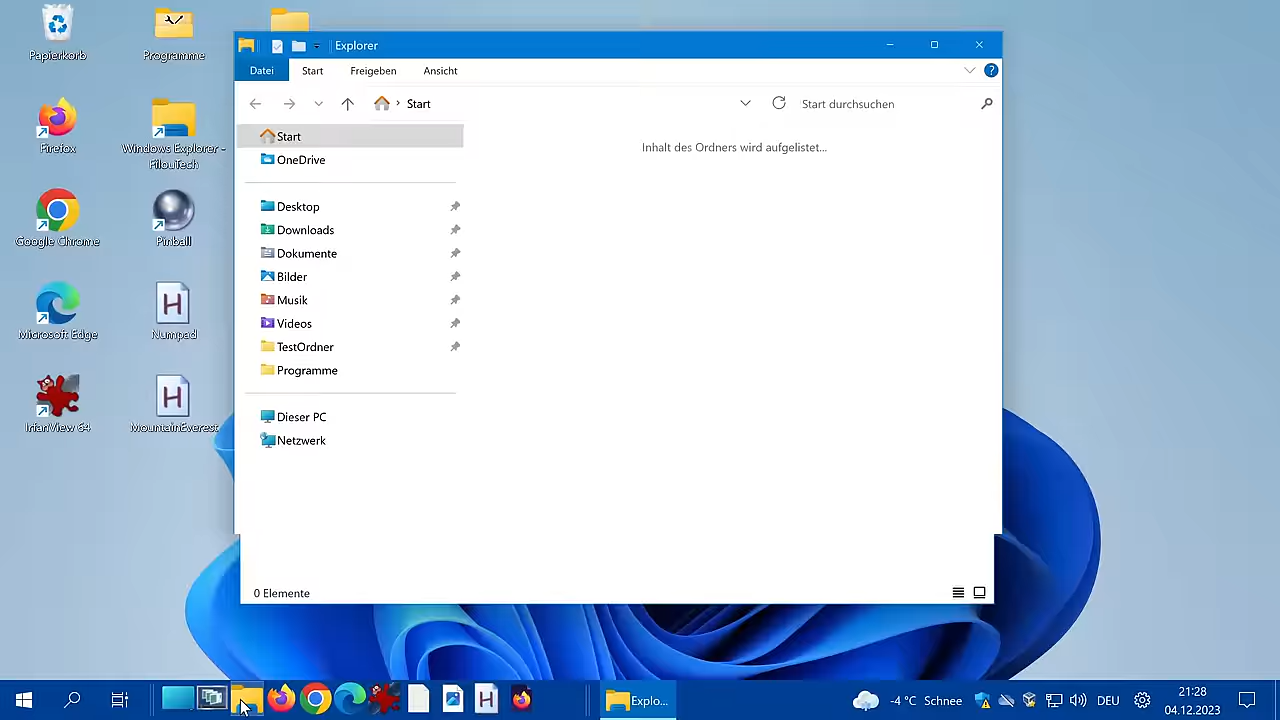 Papierkorb
Programme
Firefox
Windows Explorer -
FilouTech
Google Chrome
Pinball
Microsoft Edge
Numpad
IrfanView 64
MountainEverest
Explorer
Datei Start Freigeben Ansicht
Start
Start durchsuchen
Start
OneDrive
Desktop
Downloads
Dokumente
Bilder
Musik
Videos
TestOrdner
Programme
Dieser PC
Netzwerk
Inhalt des Ordners wird aufgelistet...
0 Elemente
Explo...
-4 °C Schnee
DEU
21:28
04.12.2023